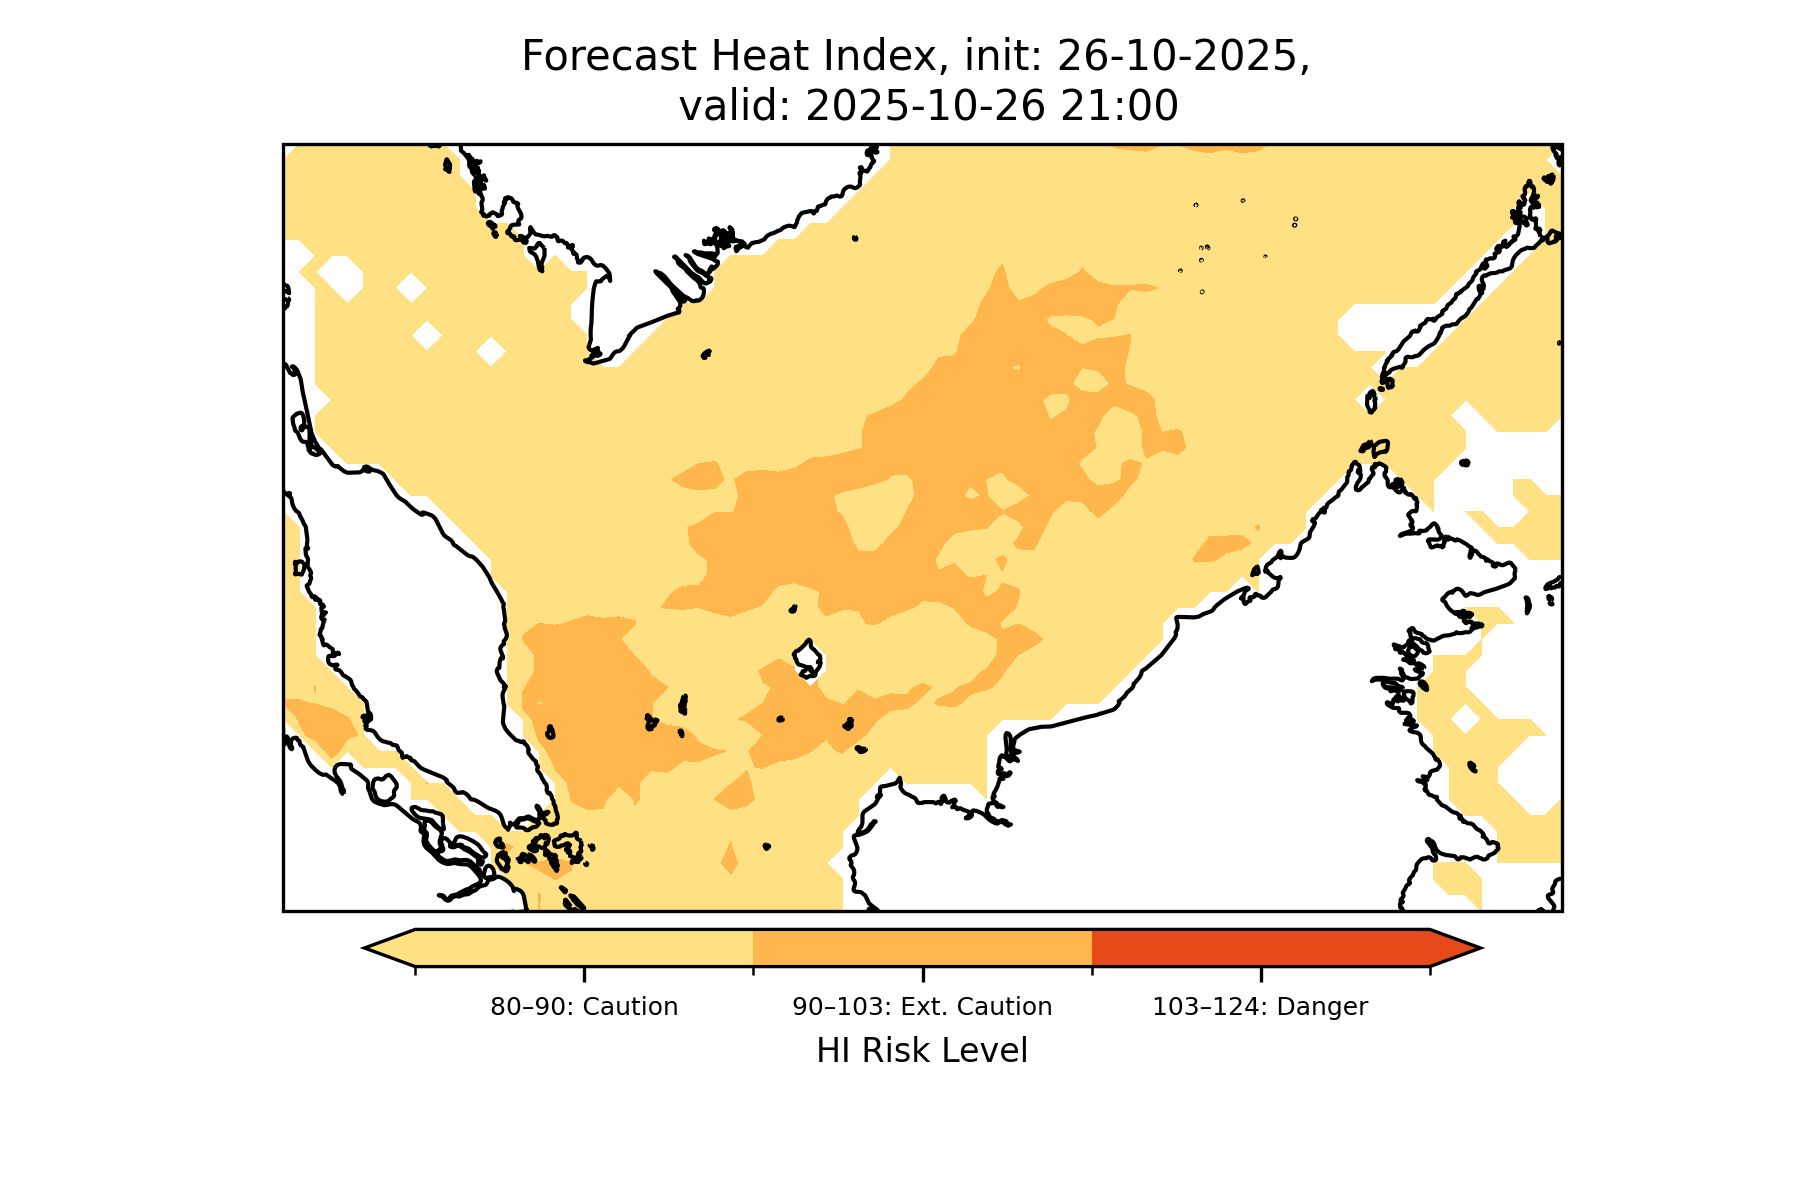 Forecast Heat Index, init: 26-10-2025,
valid: 2025-10-26 21:00
80–90: Caution
90–103: Ext. Caution
103–124: Danger
HI Risk Level